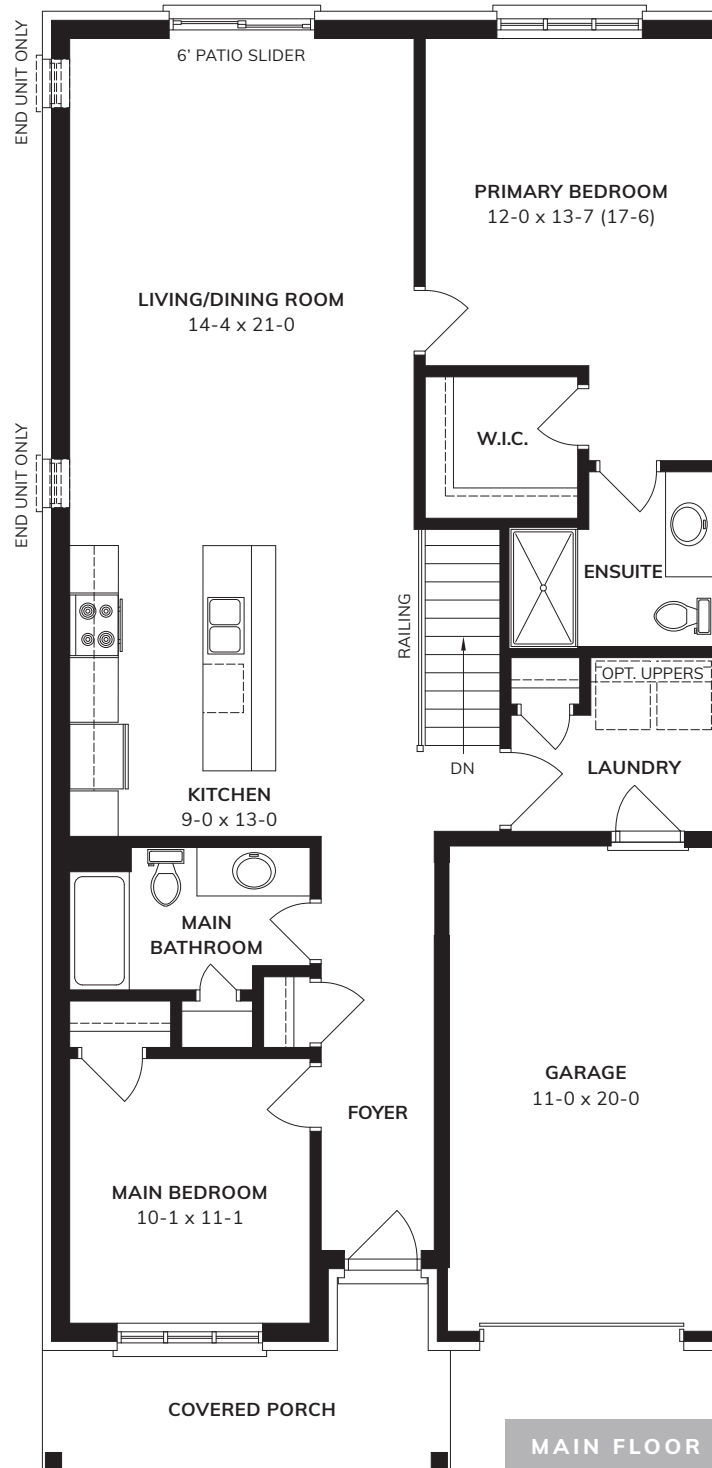 END UNIT ONLY
6' PATIO SLIDER
PRIMARY BEDROOM
12-0 x 13-7 (17-6)
LIVING/DINING ROOM
14-4 x 21-0
W.I.C.
END UNIT ONLY
ENSUITE
RAILING
OPT. UPPERS
DN
LAUNDRY
KITCHEN
9-0 x 13-0
MAIN
BATHROOM
GARAGE
11-0 x 20-0
FOYER
MAIN BEDROOM
10-1 x 11-1
COVERED PORCH
MAIN FLOOR